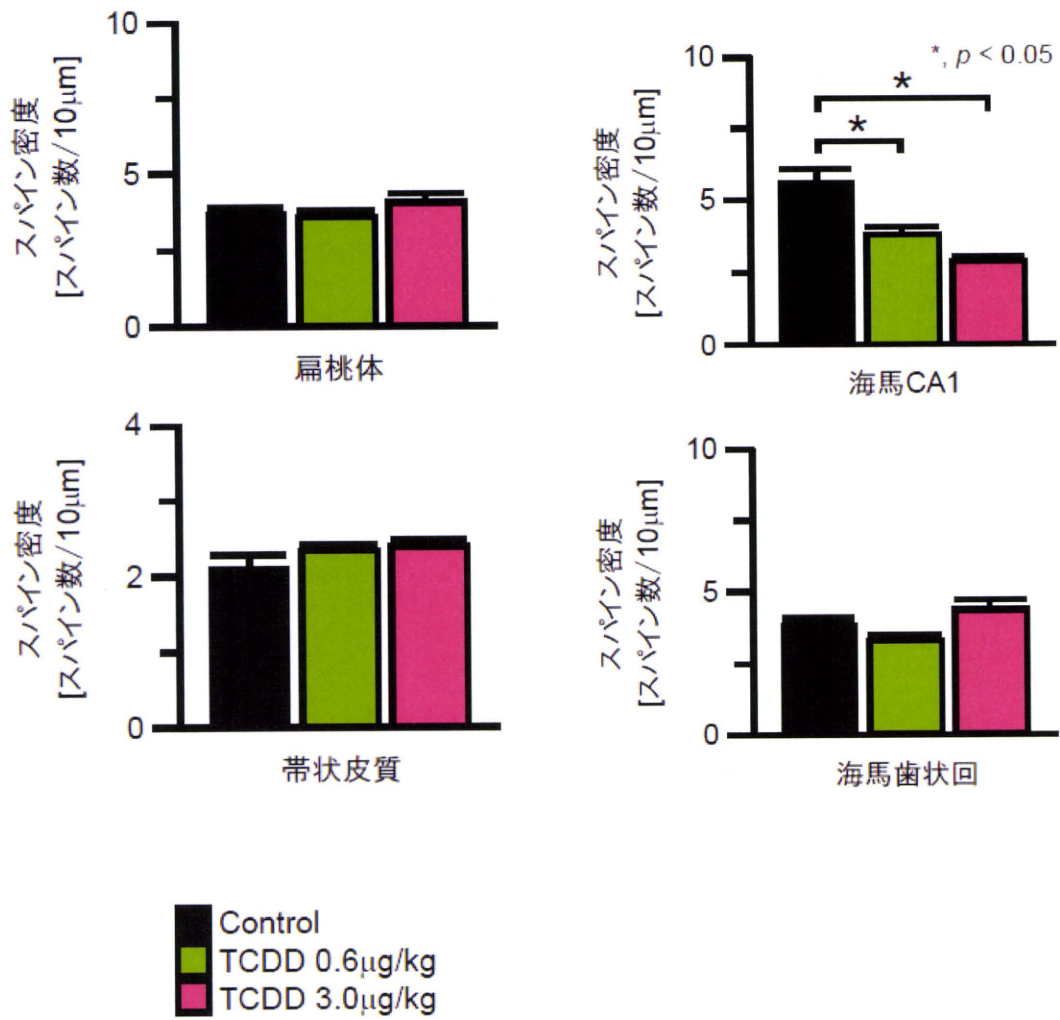 スパイン密度
[スパイン数/10μm]
10
5
0
扁桃体
スパイン密度
[スパイン数/10μm]
10
5
0
*, p < 0.05
*
*
海馬CA1
スパイン密度
[スパイン数/10μm]
4
2
0
帯状皮質
スパイン密度
[スパイン数/10μm]
10
5
0
海馬歯状回
Control
TCDD 0.6μg/kg
TCDD 3.0μg/kg